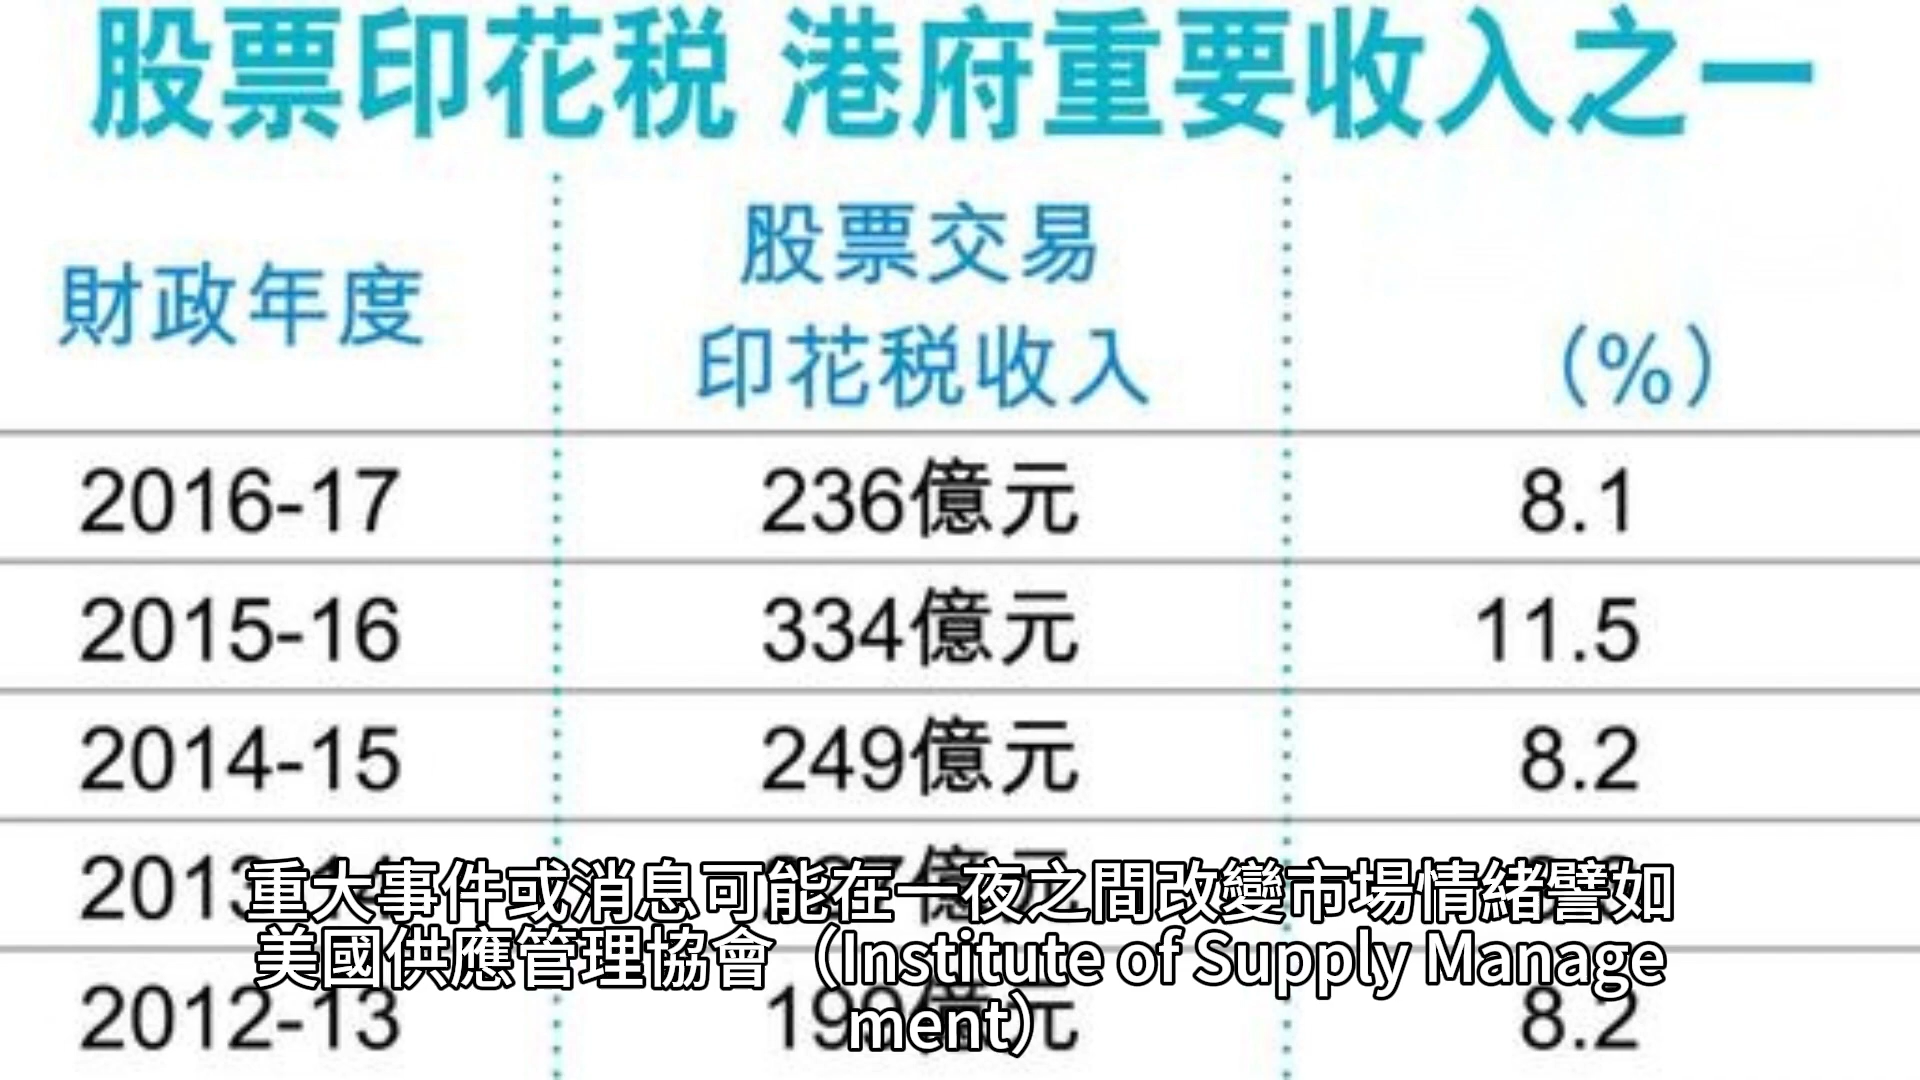 股票印花税 港府重要收入之一
財政年度
股票交易
印花税收入
(%)
2016-17 236億元 8.1
2015-16 334億元 11.5
2014-15 249億元 8.2
重大事件或消息可能在一夜之間改變市場情緒譬如
美國供應管理協會（Institute of Supply Manage
ment）
2012-13 8.2